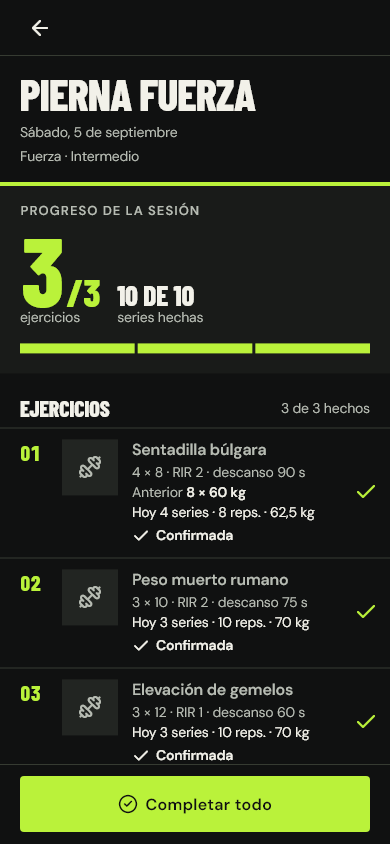 PIERNA FUERZA
Sábado, 5 de septiembre
Fuerza · Intermedio
PROGRESO DE LA SESIÓN
3/3 10 DE 10
ejercicios series hechas
EJERCICIOS 3 de 3 hechos
01 Sentadilla búlgara
4 × 8 · RIR 2 · descanso 90 s
Anterior 8 × 60 kg
Hoy 4 series · 8 reps. · 62,5 kg
Confirmada
02 Peso muerto rumano
3 × 10 · RIR 2 · descanso 75 s
Hoy 3 series · 10 reps. · 70 kg
Confirmada
03 Elevación de gemelos
3 × 12 · RIR 1 · descanso 60 s
Hoy 3 series · 10 reps. · 70 kg
Confirmada
Completar todo